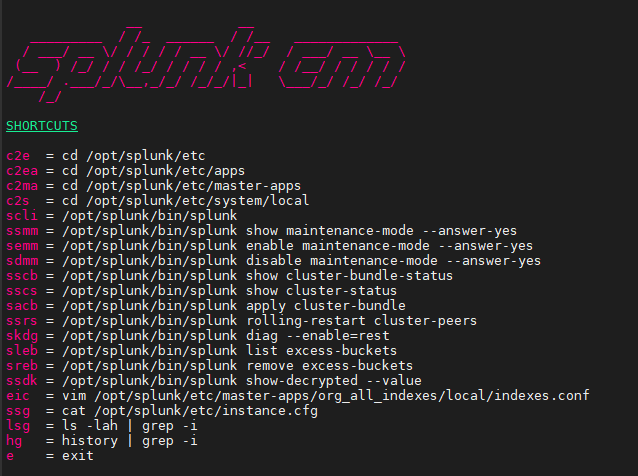 splunk cm
SHORTCUTS
c2e = cd /opt/splunk/etc
c2ea = cd /opt/splunk/etc/apps
c2ma = cd /opt/splunk/etc/master-apps
c2s = cd /opt/splunk/etc/system/local
scli = /opt/splunk/bin/splunk
ssmm = /opt/splunk/bin/splunk show maintenance-mode --answer-yes
semm = /opt/splunk/bin/splunk enable maintenance-mode --answer-yes
sdmm = /opt/splunk/bin/splunk disable maintenance-mode --answer-yes
sscb = /opt/splunk/bin/splunk show cluster-bundle-status
sscs = /opt/splunk/bin/splunk show cluster-status
sacb = /opt/splunk/bin/splunk apply cluster-bundle
ssrs = /opt/splunk/bin/splunk rolling-restart cluster-peers
skdg = /opt/splunk/bin/splunk diag --enable=rest
sleb = /opt/splunk/bin/splunk list excess-buckets
sreb = /opt/splunk/bin/splunk remove excess-buckets
ssdk = /opt/splunk/bin/splunk show-decrypted --value
eic = vim /opt/splunk/etc/master-apps/org_all_indexes/local/indexes.conf
ssg = cat /opt/splunk/etc/instance.cfg
lsg = ls -lah | grep -i
hg = history | grep -i
e = exit